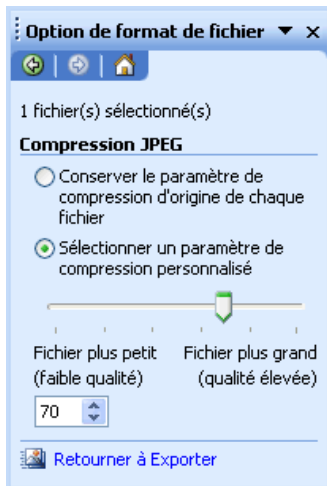 Option de format de fichier
1 fichier(s) sélectionné(s)
Compression JPEG
Conserver le paramètre de
compression d'origine de chaque
fichier
Sélectionner un paramètre de
compression personnalisé
Fichier plus petit Fichier plus grand
(faible qualité) (qualité élevée)
70
Retourner à Exporter